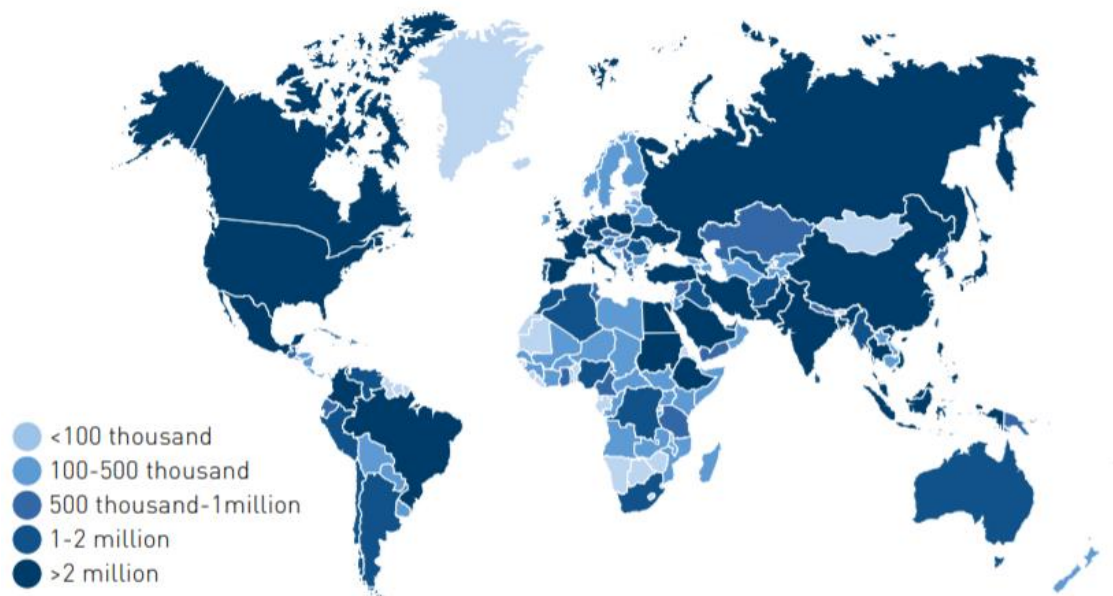 <100 thousand
100-500 thousand
500 thousand-1million
1-2 million
>2 million